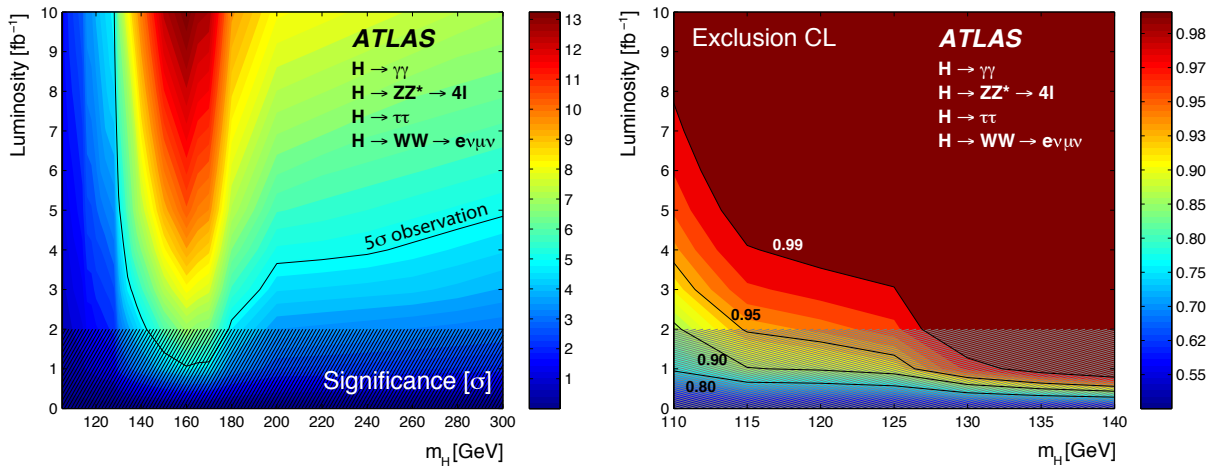 Luminosity [fb⁻¹]
10
9
8
7
6
5
4
3
2
1
0
ATLAS
H → γγ
H → ZZ* → 4l
H → ττ
H → WW → eνμν
5σ observation
Significance [σ]
120 140 160 180 200 220 240 260 280 300
m_H [GeV]
13
12
11
10
9
8
7
6
5
4
3
2
1
Luminosity [fb⁻¹]
10
9
8
7
6
5
4
3
2
1
0
Exclusion CL
ATLAS
H → γγ
H → ZZ* → 4l
H → ττ
H → WW → eνμν
0.99
0.95
0.90
0.80
110 115 120 125 130 135 140
m_H [GeV]
0.98
0.98
0.95
0.93
0.90
0.85
0.80
0.75
0.70
0.65
0.60
0.55